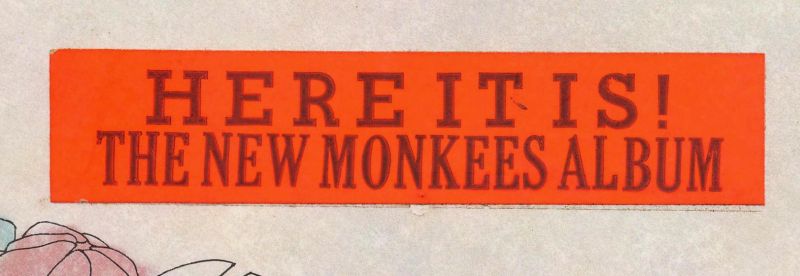 HERE IT IS!
THE NEW MONKEES ALBUM